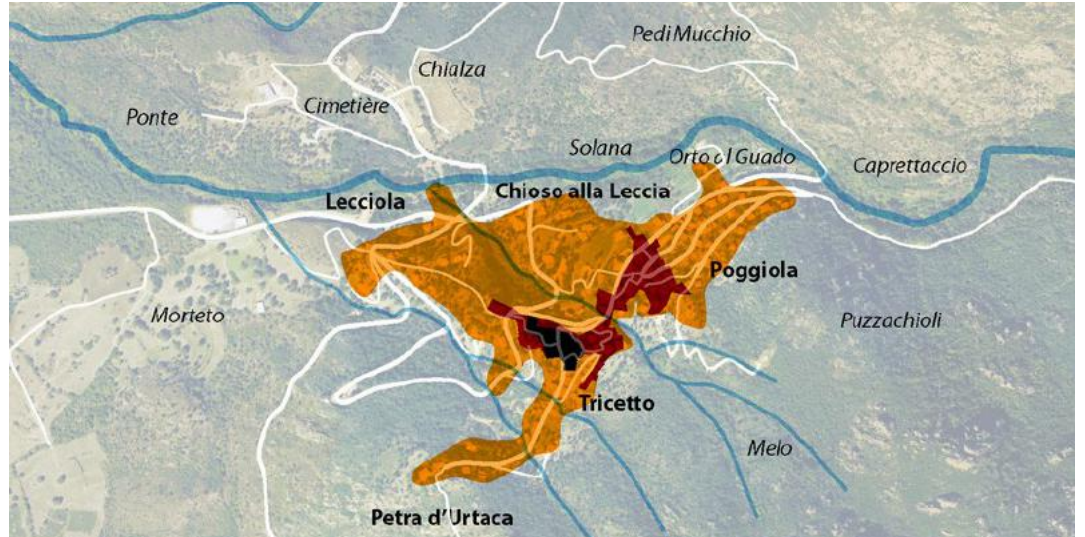 Pedi Mucchio
Chialza
Cimetière
Ponte
Solana
Orto al Guado
Caprettaccio
Lecciola
Chioso alla Leccia
Poggiola
Morteto
Puzzachioli
Tricetto
Melo
Petra d'Urtaca